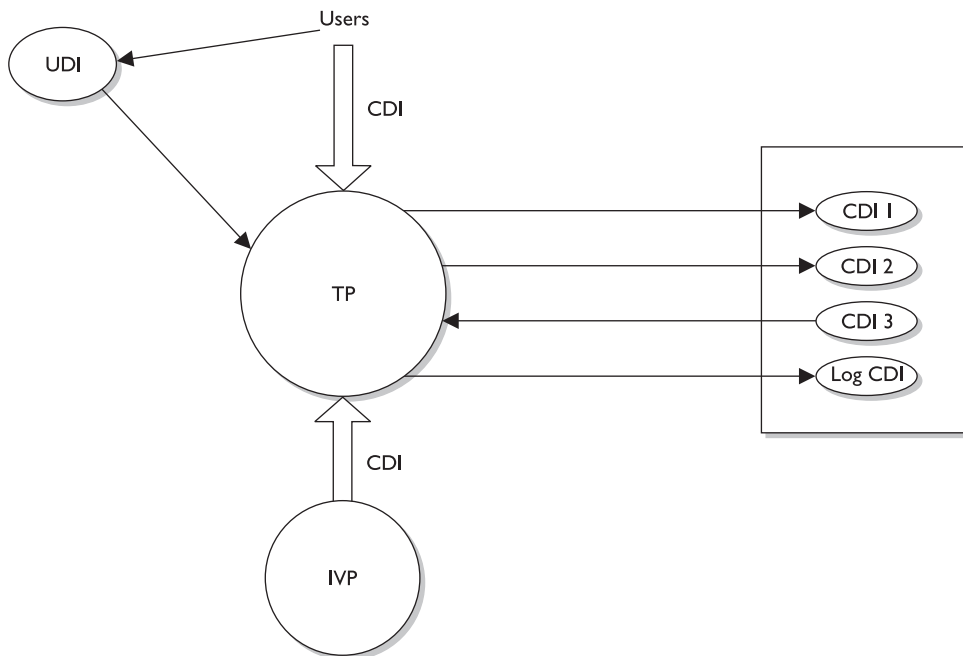 Users
UDI
CDI
CDI 1
CDI 2
TP
CDI 3
Log CDI
CDI
IVP